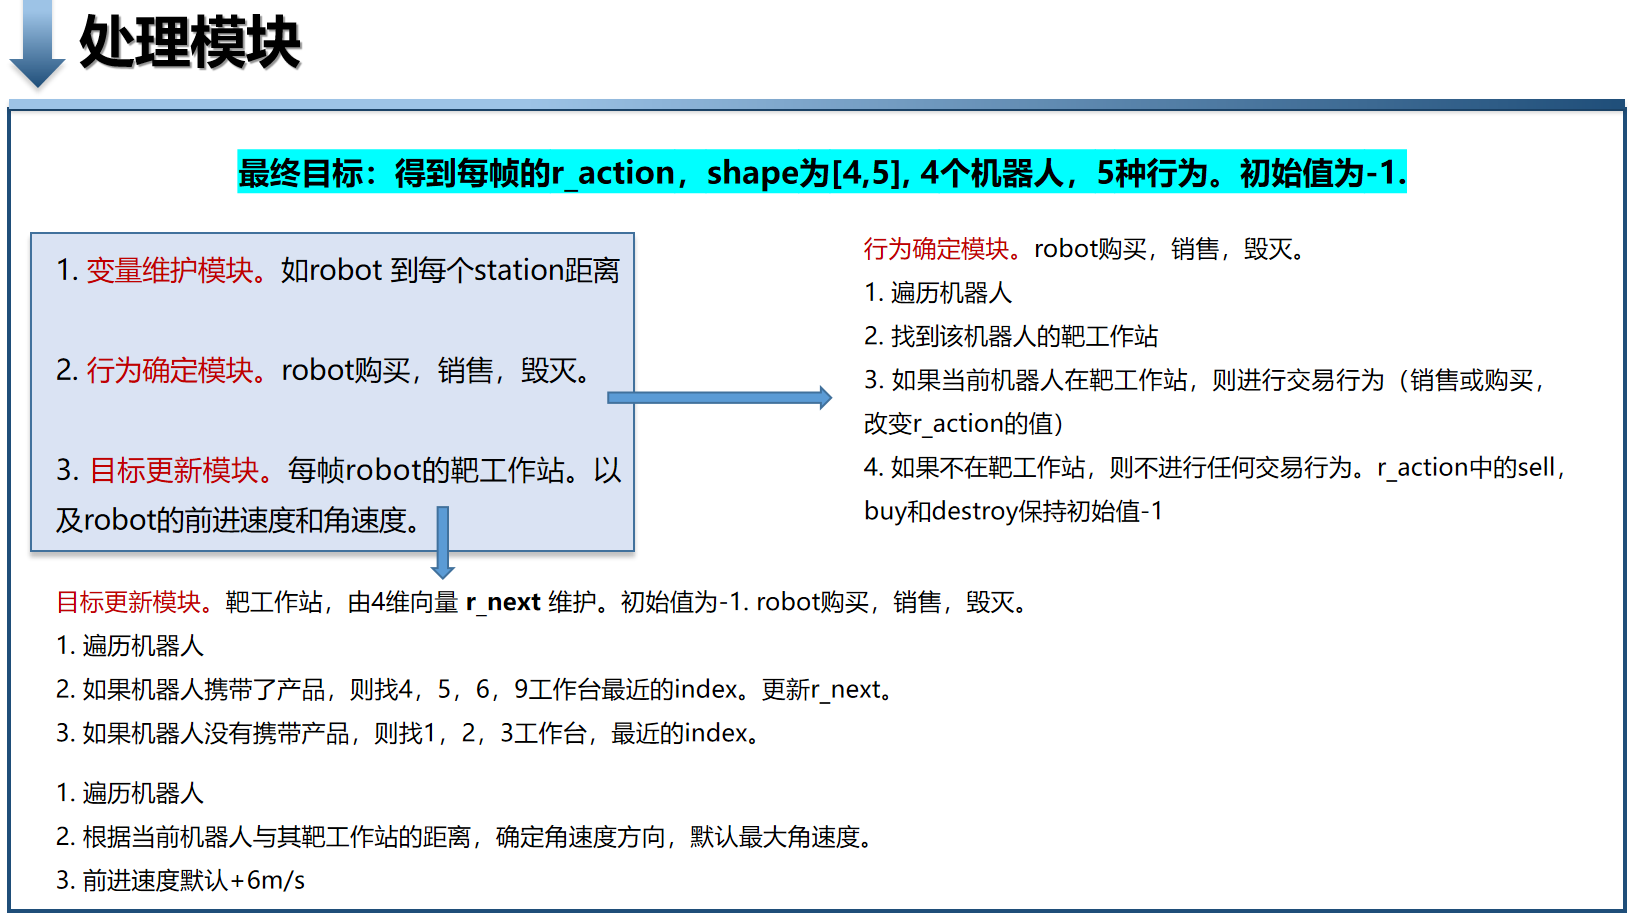 处理模块
最终目标：得到每帧的r_action，shape为[4,5], 4个机器人，5种行为。初始值为-1.
1. 变量维护模块。如robot 到每个station距离
2. 行为确定模块。robot购买，销售，毁灭。
3. 目标更新模块。每帧robot的靶工作站。以
及robot的前进速度和角速度。
行为确定模块。robot购买，销售，毁灭。
1. 遍历机器人
2. 找到该机器人的靶工作站
3. 如果当前机器人在靶工作站，则进行交易行为（销售或购买，
改变r_action的值）
4. 如果不在靶工作站，则不进行任何交易行为。r_action中的sell，
buy和destroy保持初始值-1
目标更新模块。靶工作站，由4维向量 r_next 维护。初始值为-1. robot购买，销售，毁灭。
1. 遍历机器人
2. 如果机器人携带了产品，则找4，5，6，9工作台最近的index。更新r_next。
3. 如果机器人没有携带产品，则找1，2，3工作台，最近的index。
1. 遍历机器人
2. 根据当前机器人与其靶工作站的距离，确定角速度方向，默认最大角速度。
3. 前进速度默认+6m/s